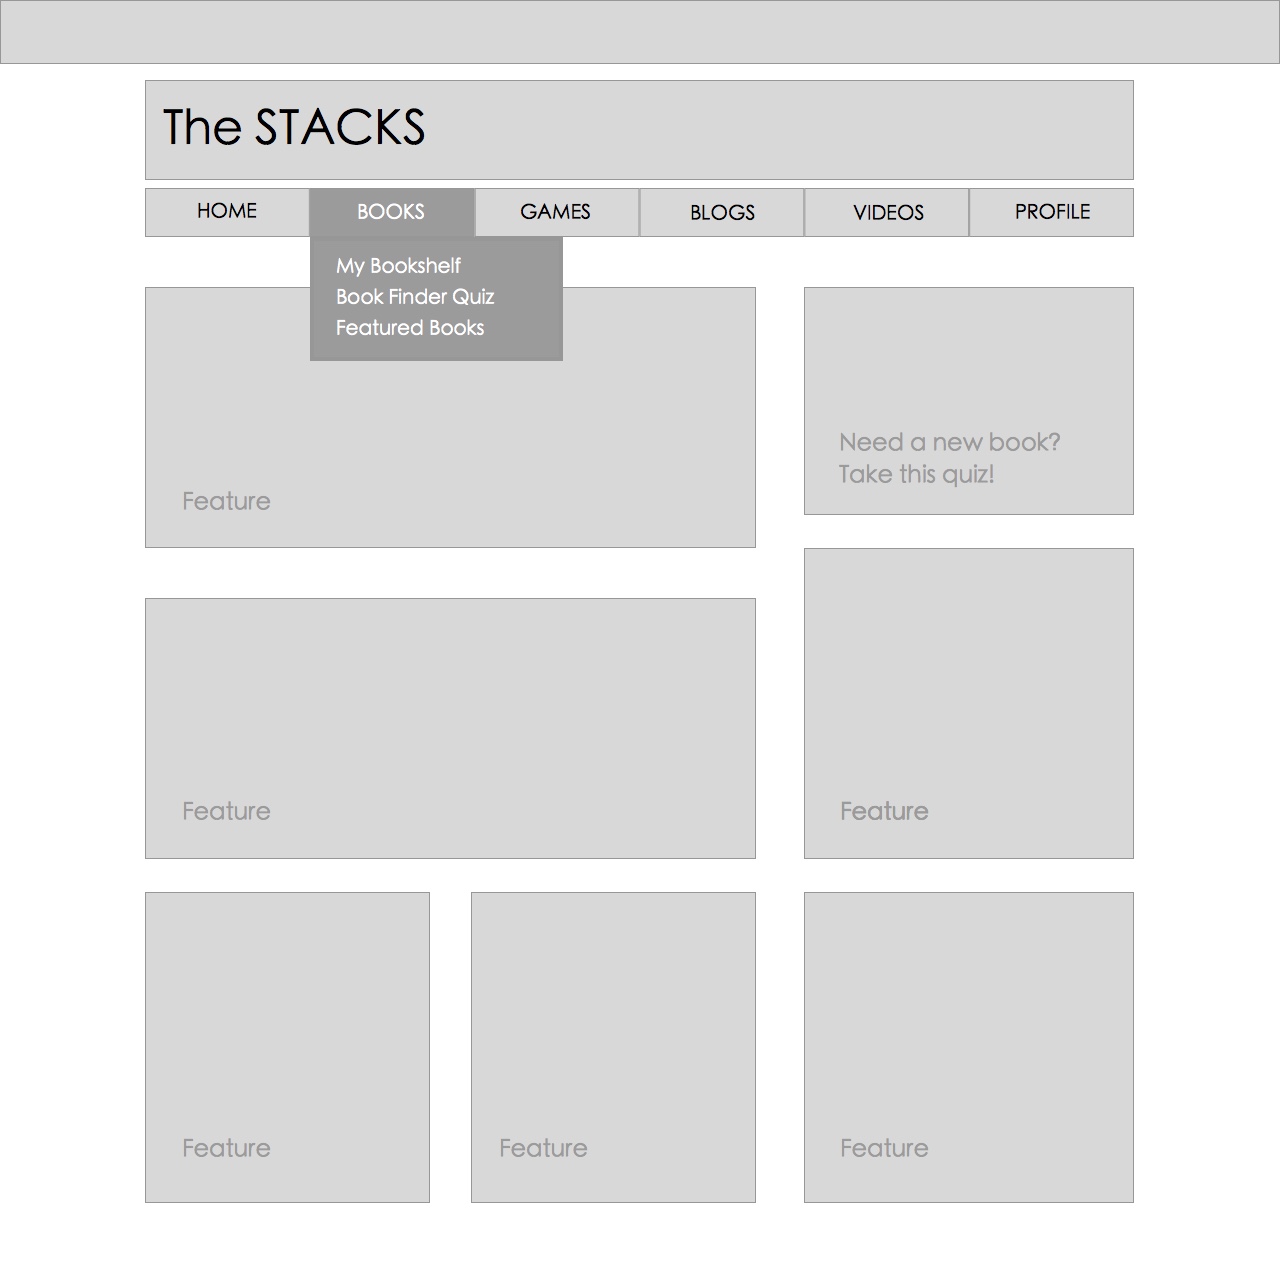 The STACKS
HOME
BOOKS
GAMES
BLOGS
VIDEOS
PROFILE
My Bookshelf
Book Finder Quiz
Featured Books
Feature
Need a new book?
Take this quiz!
Feature
Feature
Feature
Feature
Feature